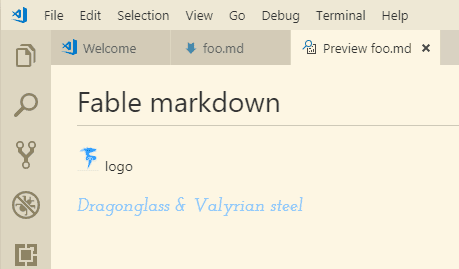 File Edit Selection View Go Debug Terminal Help
Welcome foo.md Preview foo.md
Fable markdown
logo
Dragonglass & Valyrian steel